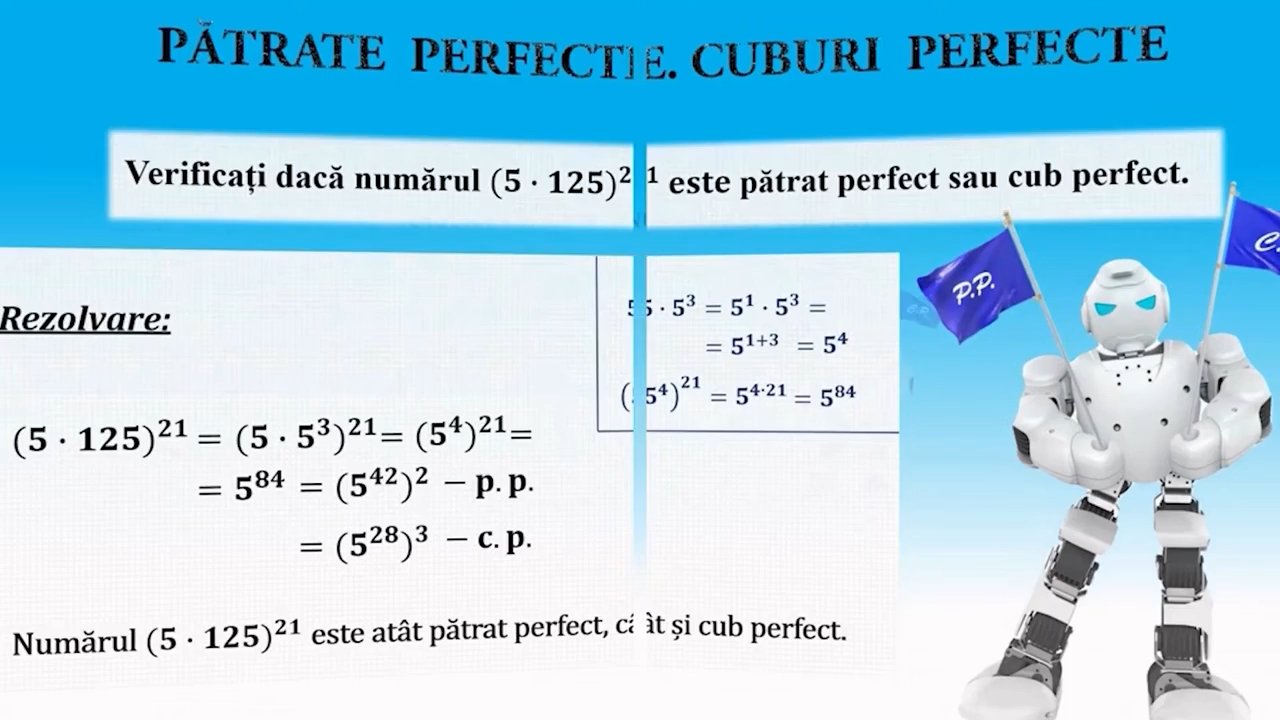 PĂTRATE PERFECTE. CUBURI PERFECTE
Verificați dacă numărul (5 · 125)²¹ este pătrat perfect sau cub perfect.
P.P.
Rezolvare:
5 · 5³ = 5¹ · 5³ =
= 5¹⁺³ = 5⁴
(5⁴)²¹ = 5⁴·²¹ = 5⁸⁴
(5 · 125)²¹ = (5 · 5³)²¹ = (5⁴)²¹ =
= 5⁸⁴ = (5⁴²)² – p.p.
= (5²⁸)³ – c.p.
Numărul (5 · 125)²¹ este atât pătrat perfect, cât și cub perfect.